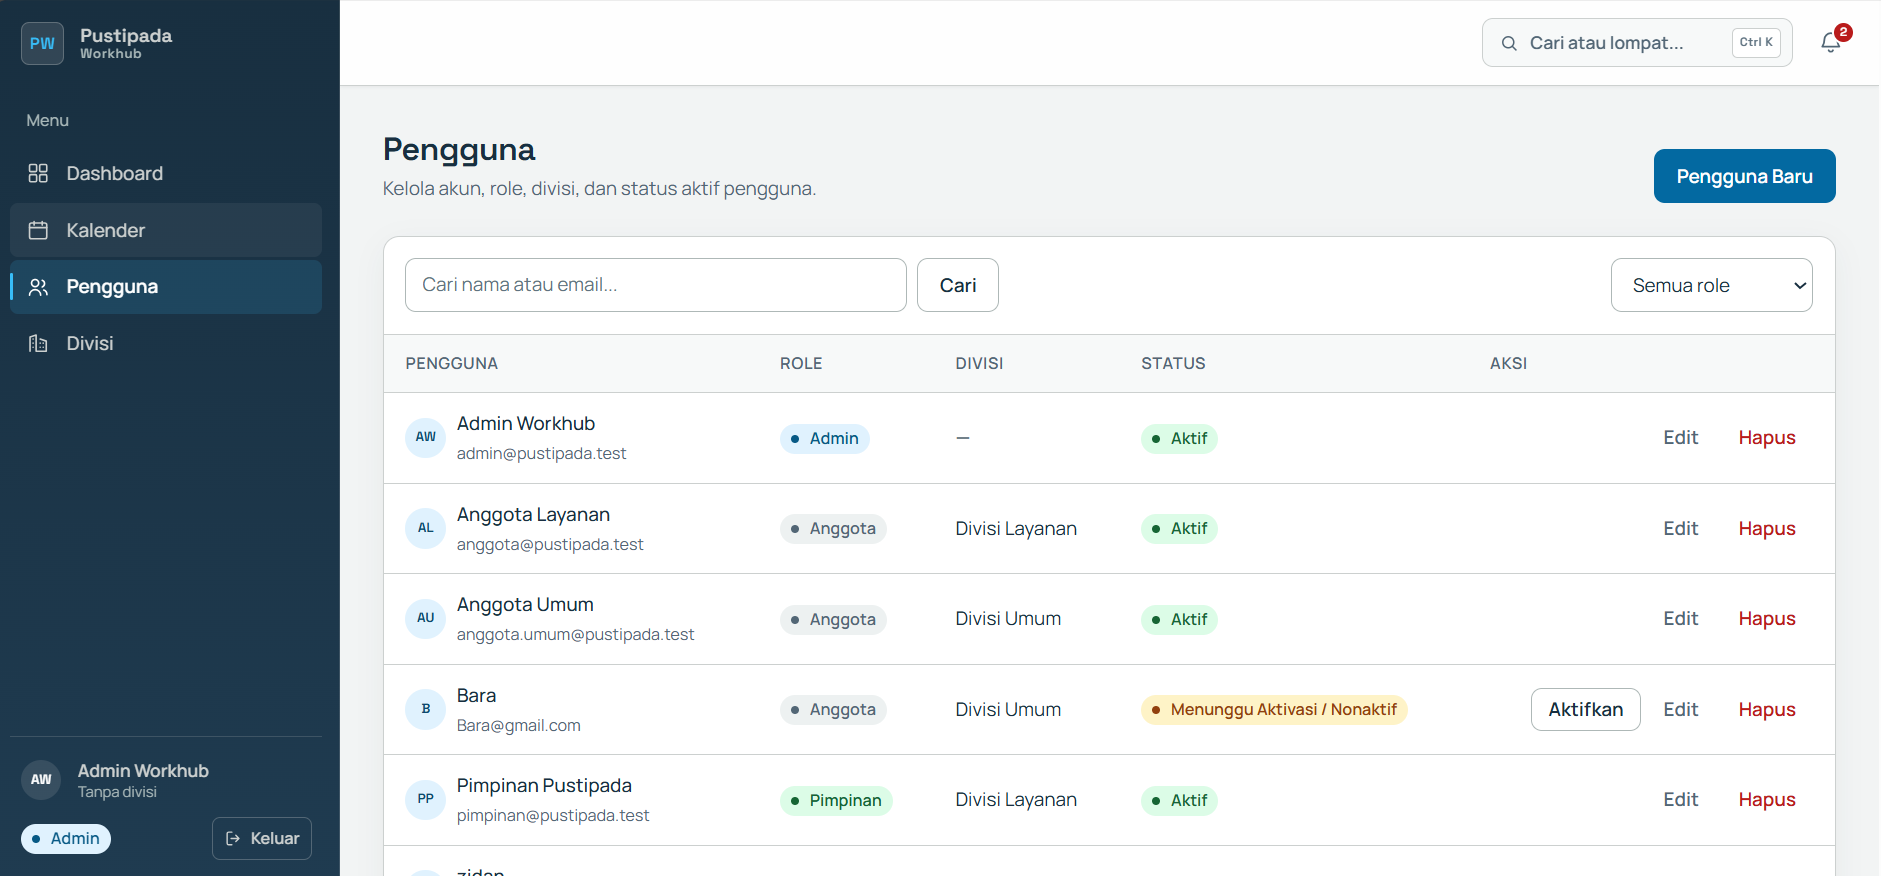 PW
Pustipada
Workhub
Menu
Dashboard
Kalender
Pengguna
Divisi
AW
Admin Workhub
Tanpa divisi
Admin
Keluar
Cari atau lompat...
Ctrl K
2
Pengguna
Kelola akun, role, divisi, dan status aktif pengguna.
Pengguna Baru
Cari nama atau email...
Cari
Semua role
PENGGUNA ROLE DIVISI STATUS AKSI
AW
Admin Workhub
admin@pustipada.test
Admin
—
Aktif
Edit
Hapus
AL
Anggota Layanan
anggota@pustipada.test
Anggota
Divisi Layanan
Aktif
Edit
Hapus
AU
Anggota Umum
anggota.umum@pustipada.test
Anggota
Divisi Umum
Aktif
Edit
Hapus
B
Bara
Bara@gmail.com
Anggota
Divisi Umum
Menunggu Aktivasi / Nonaktif
Aktifkan
Edit
Hapus
PP
Pimpinan Pustipada
pimpinan@pustipada.test
Pimpinan
Divisi Layanan
Aktif
Edit
Hapus
zidan